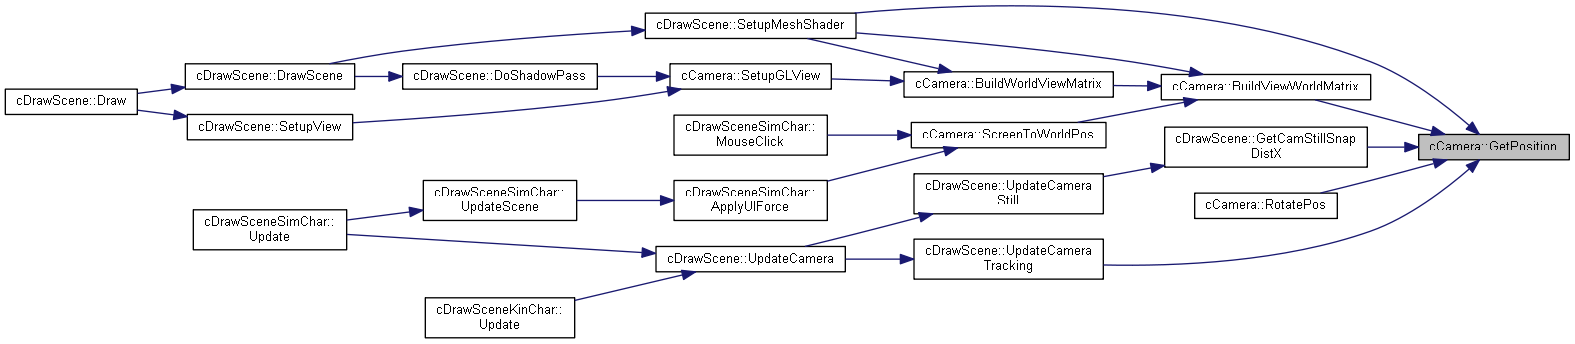 cDrawScene::SetupMeshShader
cDrawScene::DrawScene
cDrawScene::DoShadowPass
cCamera::SetupGLView
cCamera::BuildWorldViewMatrix
cCamera::BuildViewWorldMatrix
cDrawScene::Draw
cDrawScene::SetupView
cDrawSceneSimChar::
MouseClick
cCamera::ScreenToWorldPos
cDrawScene::GetCamStillSnap
DistX
cCamera::GetPosition
cDrawSceneSimChar::
UpdateScene
cDrawSceneSimChar::
ApplyUIForce
cDrawScene::UpdateCamera
Still
cCamera::RotatePos
cDrawSceneSimChar::
Update
cDrawScene::UpdateCamera
cDrawScene::UpdateCamera
Tracking
cDrawSceneKinChar::
Update